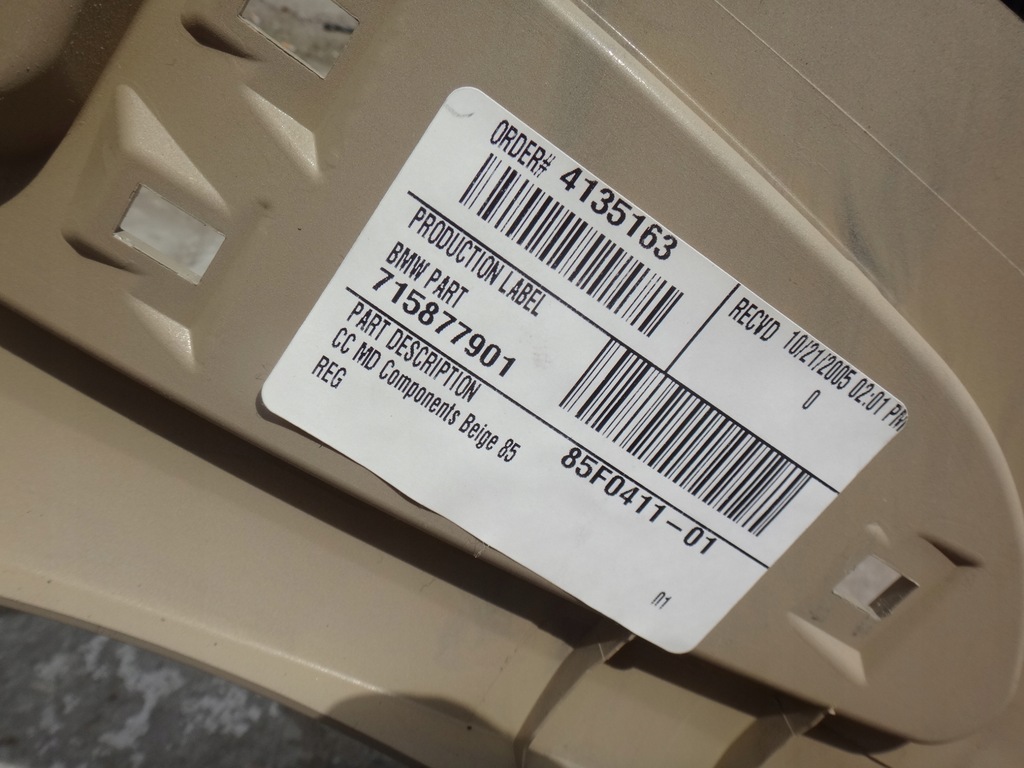 ORDER# 4135163
RECVD 10/21/2005 02:01 PM
0
PRODUCTION LABEL
BMW PART
715877901
85F0411-01
PART DESCRIPTION
CC MD Components Beige 85
REG
01